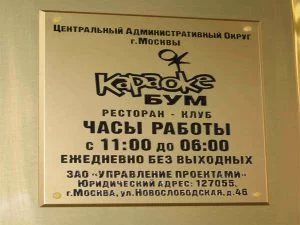 Центральный Административный Округ
г.Москвы
Караоке
БУМ
РЕСТОРАН - КЛУБ
ЧАСЫ РАБОТЫ
с 11:00 до 06:00
ЕЖЕДНЕВНО БЕЗ ВЫХОДНЫХ
ЗАО «УПРАВЛЕНИЕ ПРОЕКТАМИ»
Юридический адрес: 127055,
г.Москва, ул.Новослободская, д.46